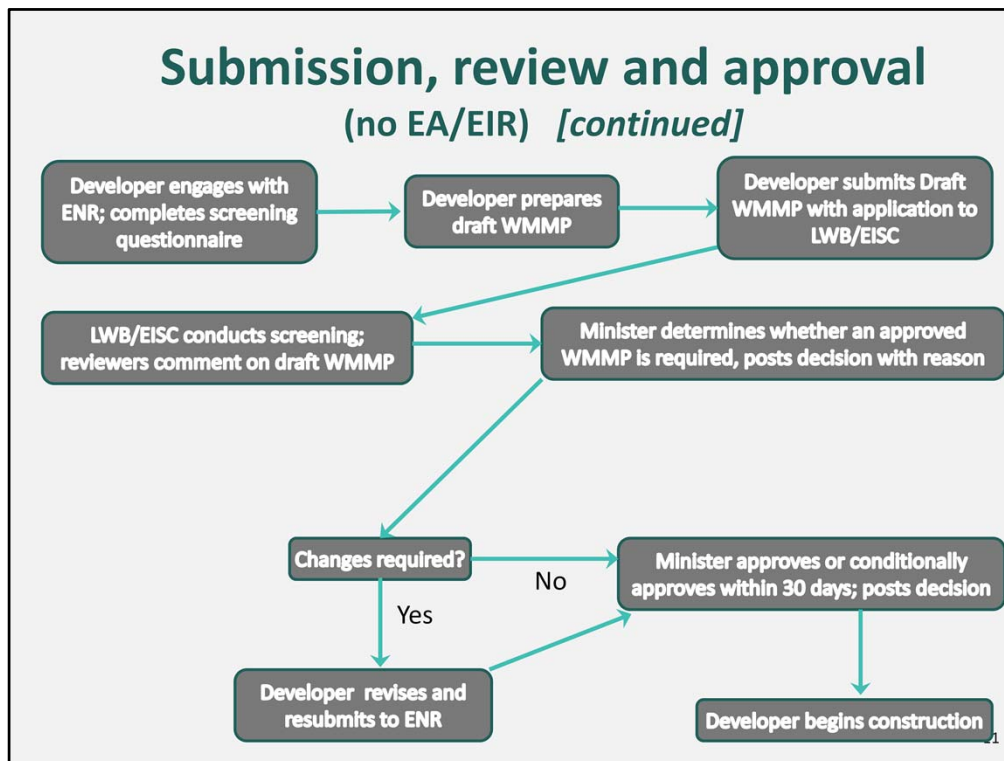 Submission, review and approval
(no EA/EIR) [continued]
Developer engages with
ENR; completes screening
questionnaire
Developer prepares
draft WMMP
Developer submits Draft
WMMP with application to
LWB/EISC
LWB/EISC conducts screening;
reviewers comment on draft WMMP
Minister determines whether an approved
WMMP is required, posts decision with reason
Changes required?
No
Yes
Minister approves or conditionally
approves within 30 days; posts decision
Developer revises and
resubmits to ENR
Developer begins construction